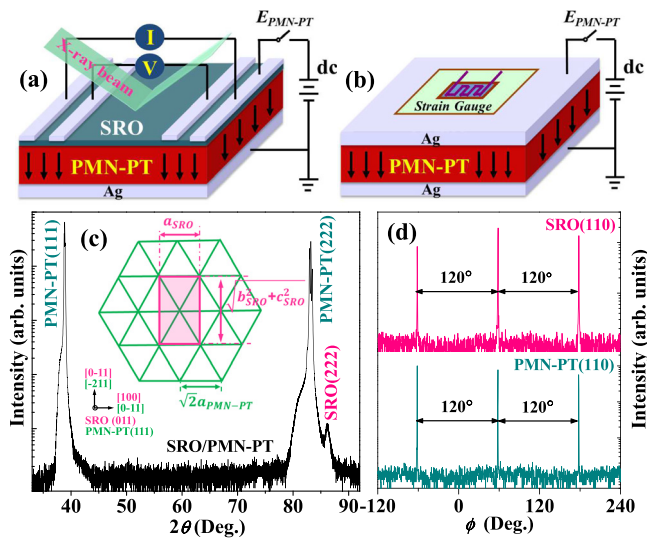 (a)
X-ray beam
I
V
E_PMN-PT
dc
SRO
PMN-PT
Ag
(b)
E_PMN-PT
dc
Strain Gauge
Ag
PMN-PT
Ag
(c)
Intensity (arb. units)
PMN-PT(111)
a_SRO
√b²_SRO+c²_SRO
√2a_PMN-PT
[0-11]
[-211]
[100]
[0-11]
SRO (011)
PMN-PT(111)
SRO/PMN-PT
PMN-PT(222)
SRO(222)
40 50 60 70 80 90
2θ (Deg.)
(d)
SRO(110)
120° 120°
PMN-PT(110)
120° 120°
Intensity (arb. units)
-120 0 120 240
ϕ (Deg.)